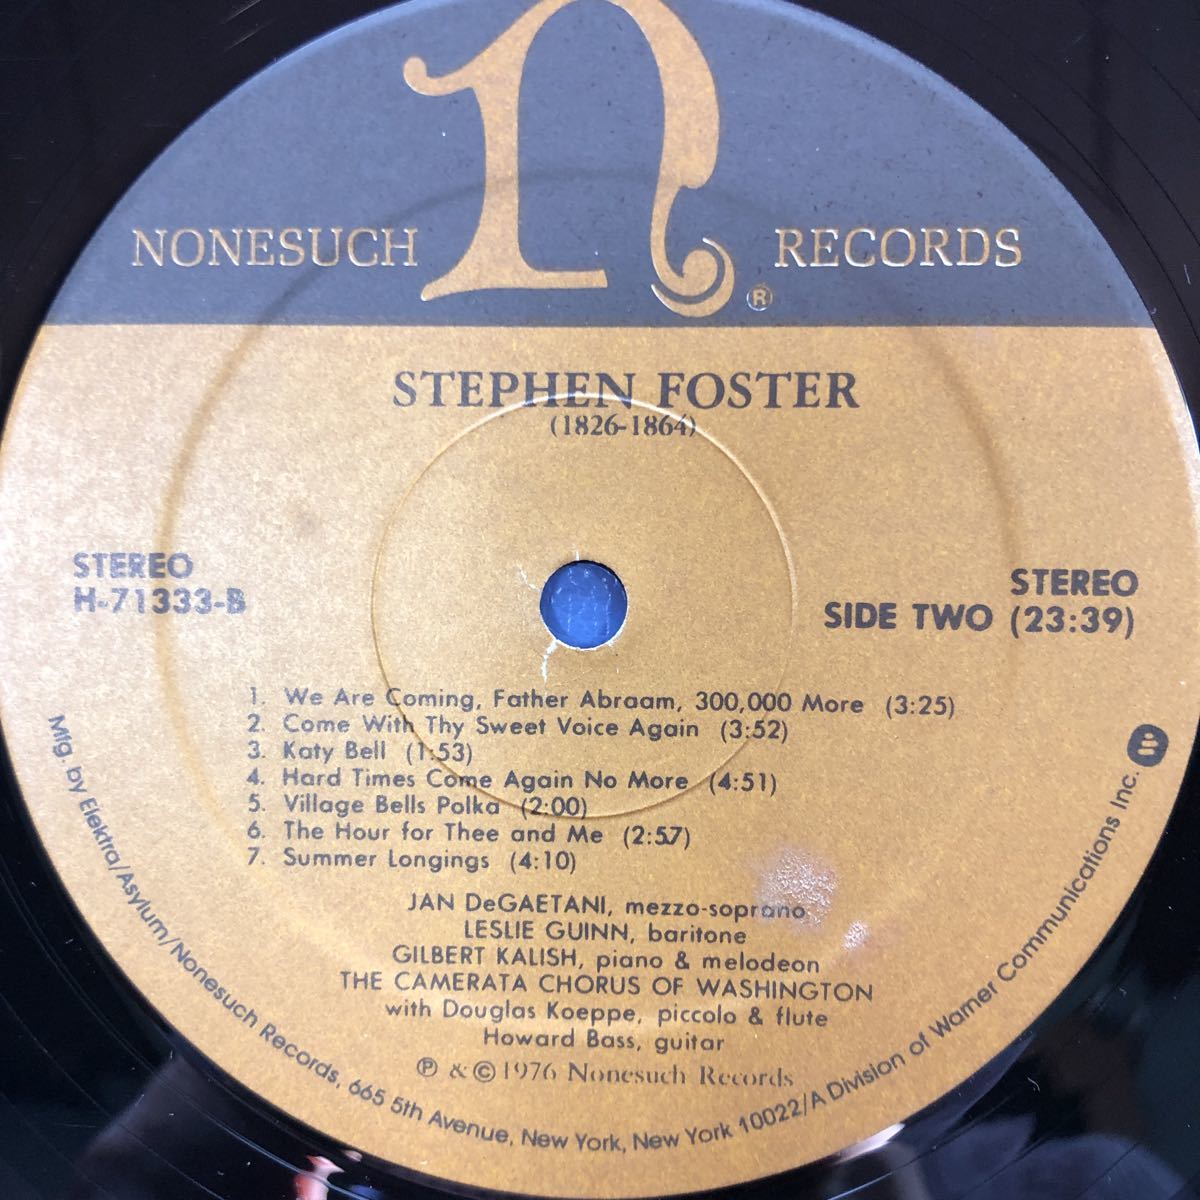 n
NONESUCH RECORDS
®
STEPHEN FOSTER
(1826-1864)
STEREO
H-71333-B
STEREO
SIDE TWO (23:39)
1. We Are Coming, Father Abraam, 300,000 More (3:25)
2. Come With Thy Sweet Voice Again (3:52)
3. Katy Bell (1:53)
4. Hard Times Come Again No More (4:51)
5. Village Bells Polka (2:00)
6. The Hour for Thee and Me (2:57)
7. Summer Longings (4:10)
JAN DeGAETANI, mezzo-soprano
LESLIE GUINN, baritone
GILBERT KALISH, piano & melodeon
THE CAMERATA CHORUS OF WASHINGTON
with Douglas Koeppe, piccolo & flute
Howard Bass, guitar
℗ & © 1976 Nonesuch Records
Mfg. by Elektra/Asylum/Nonesuch Records, 665 5th Avenue, New York, New York 10022/A Division of Warner Communications Inc.